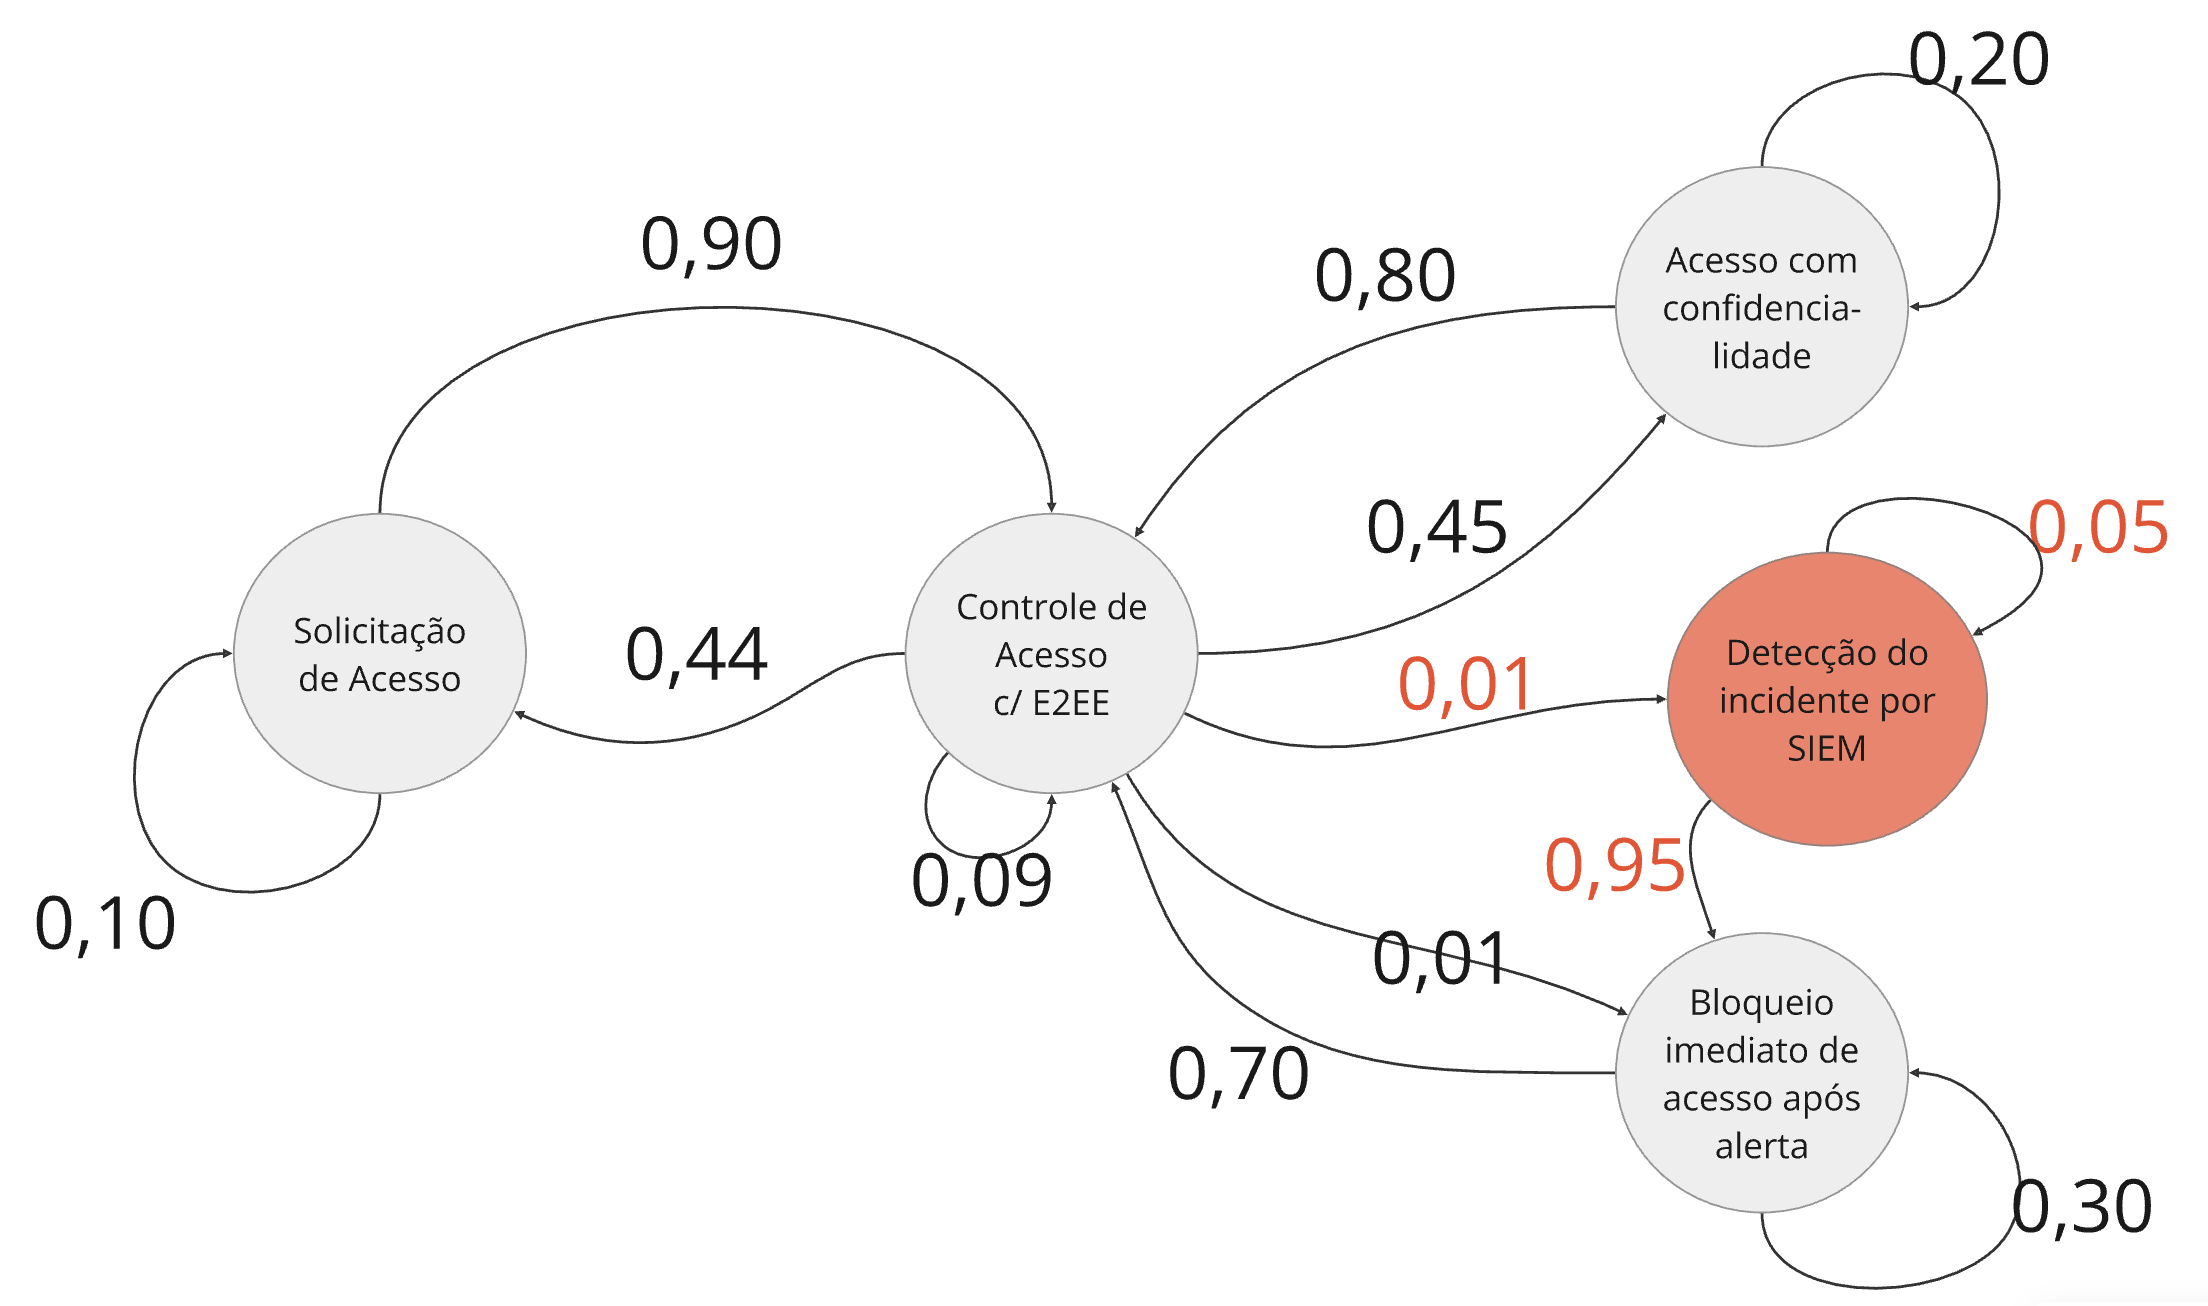 0,20
0,90
0,80
Acesso com
confidencia-
lidade
0,45
0,05
Solicitação
de Acesso
0,44
Controle de
Acesso
c/ E2EE
0,01
Detecção do
incidente por
SIEM
0,95
0,10
0,09
0,01
0,70
Bloqueio
imediato de
acesso após
alerta
0,30